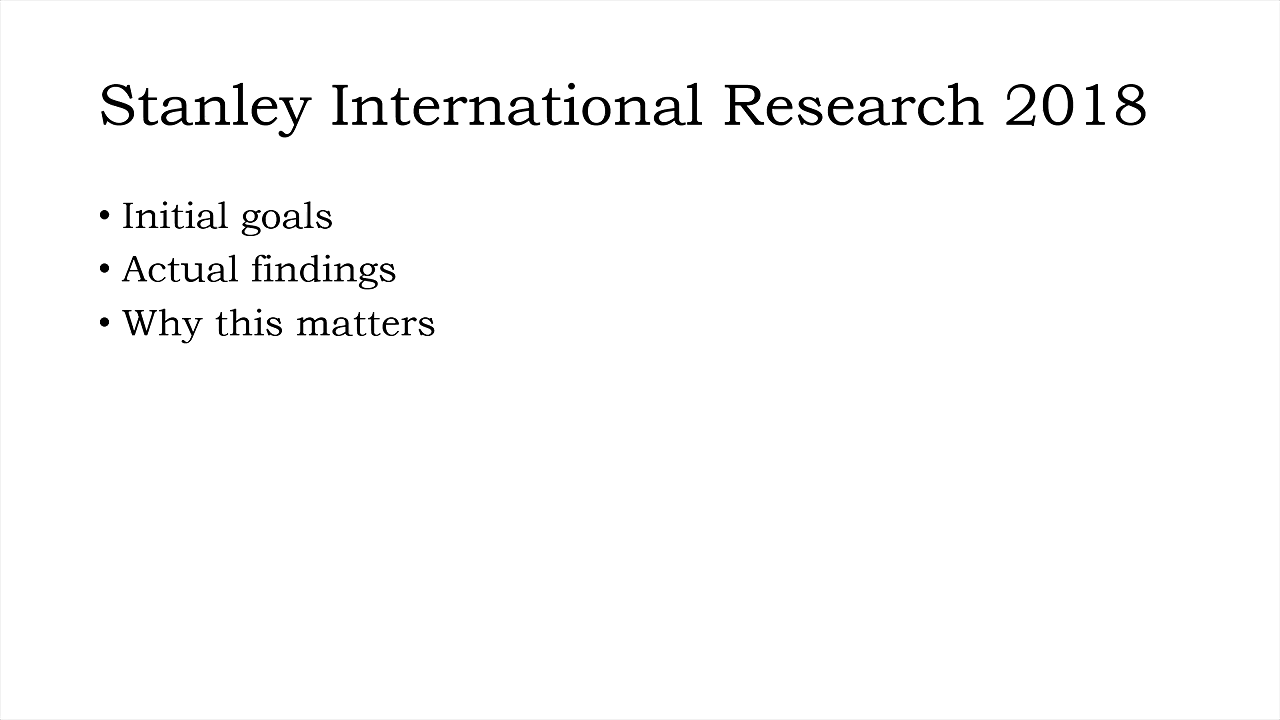 Stanley International Research 2018
• Initial goals
• Actual findings
• Why this matters